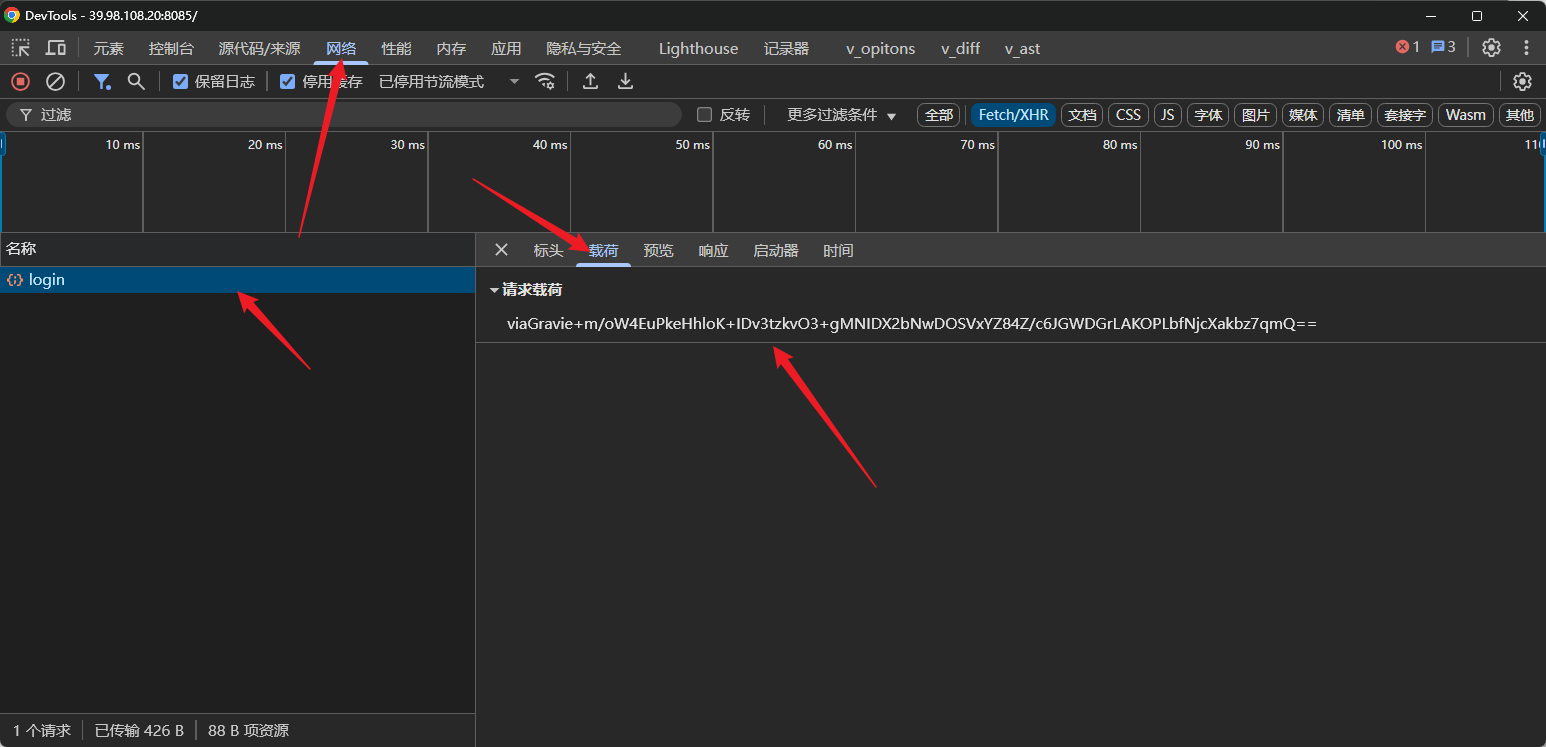 DevTools - 39.98.108.20:8085/
元素 控制台 源代码/来源 网络 性能 内存 应用 隐私与安全 Lighthouse 记录器 v_opitons v_diff v_ast 1 3
保留日志 停用缓存 已停用节流模式
过滤 反转 更多过滤条件 全部 Fetch/XHR 文档 CSS JS 字体 图片 媒体 清单 套接字 Wasm 其他
10 ms 20 ms 30 ms 40 ms 50 ms 60 ms 70 ms 80 ms 90 ms 100 ms
名称
标头 载荷 预览 响应 启动器 时间
login
请求载荷
viaGravie+m/oW4EuPkeHhloK+IDv3tzkvO3+gMNIDX2bNwDOSVxYZ84Z/c6JGWDGrLAKOPLbfNjcXakbz7qmQ==
1 个请求 已传输 426 B 88 B 项资源